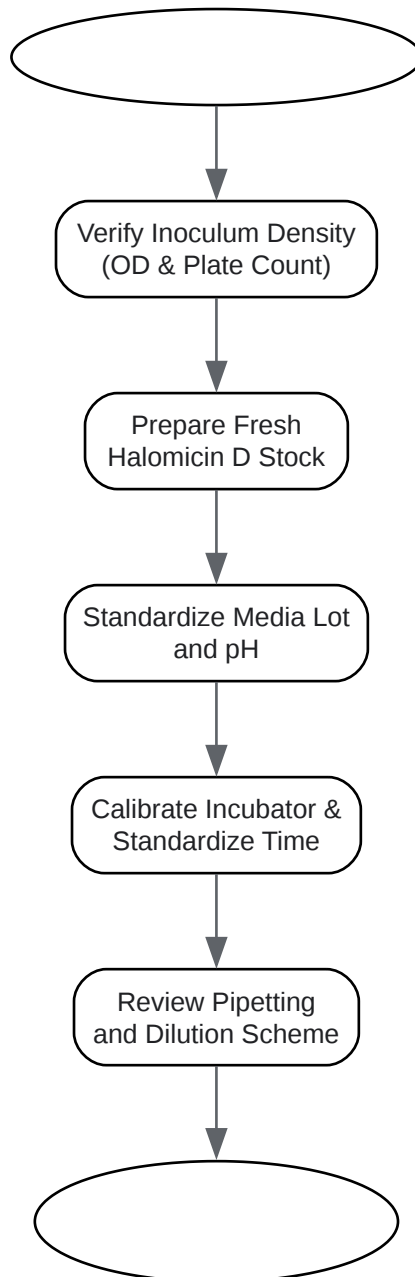 Verify Inoculum Density
(OD & Plate Count)
Prepare Fresh
Halomicin D Stock
Standardize Media Lot
and pH
Calibrate Incubator &
Standardize Time
Review Pipetting
and Dilution Scheme